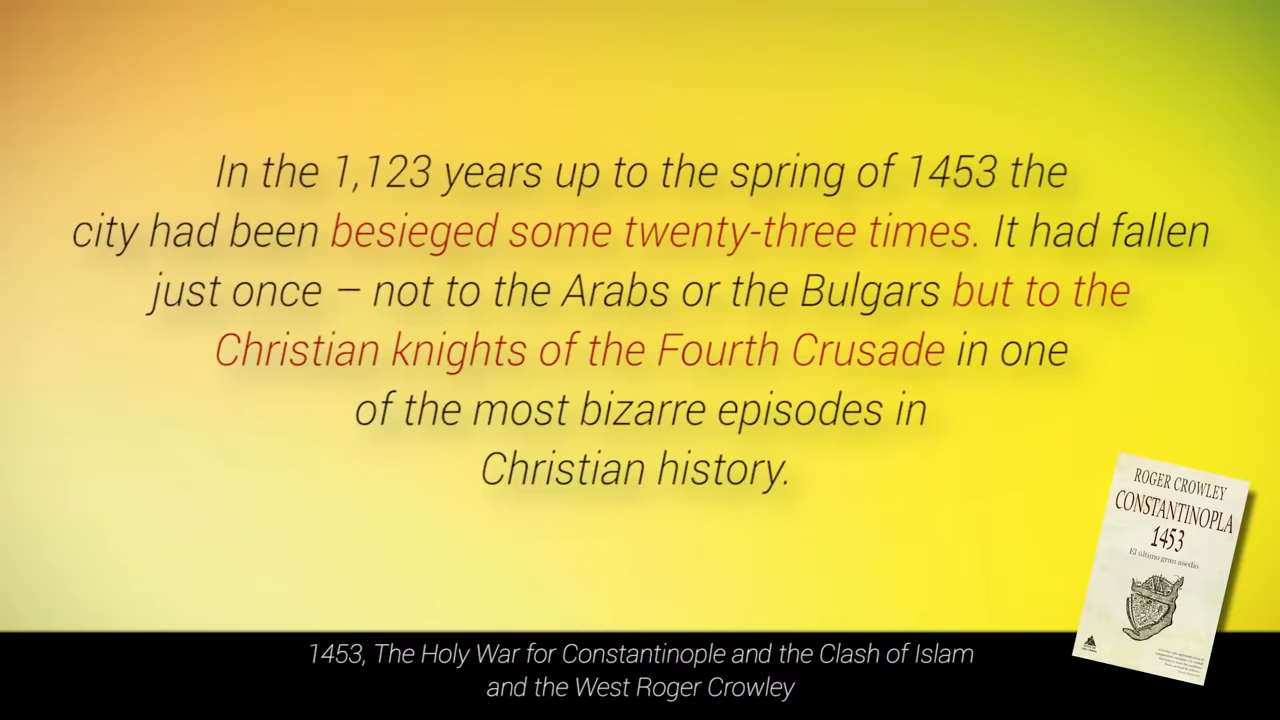 In the 1,123 years up to the spring of 1453 the
city had been besieged some twenty-three times. It had fallen
just once – not to the Arabs or the Bulgars but to the
Christian knights of the Fourth Crusade in one
of the most bizarre episodes in
Christian history.
ROGER CROWLEY
CONSTANTINOPLA
1453
El último gran asedio
1453, The Holy War for Constantinople and the Clash of Islam
and the West Roger Crowley